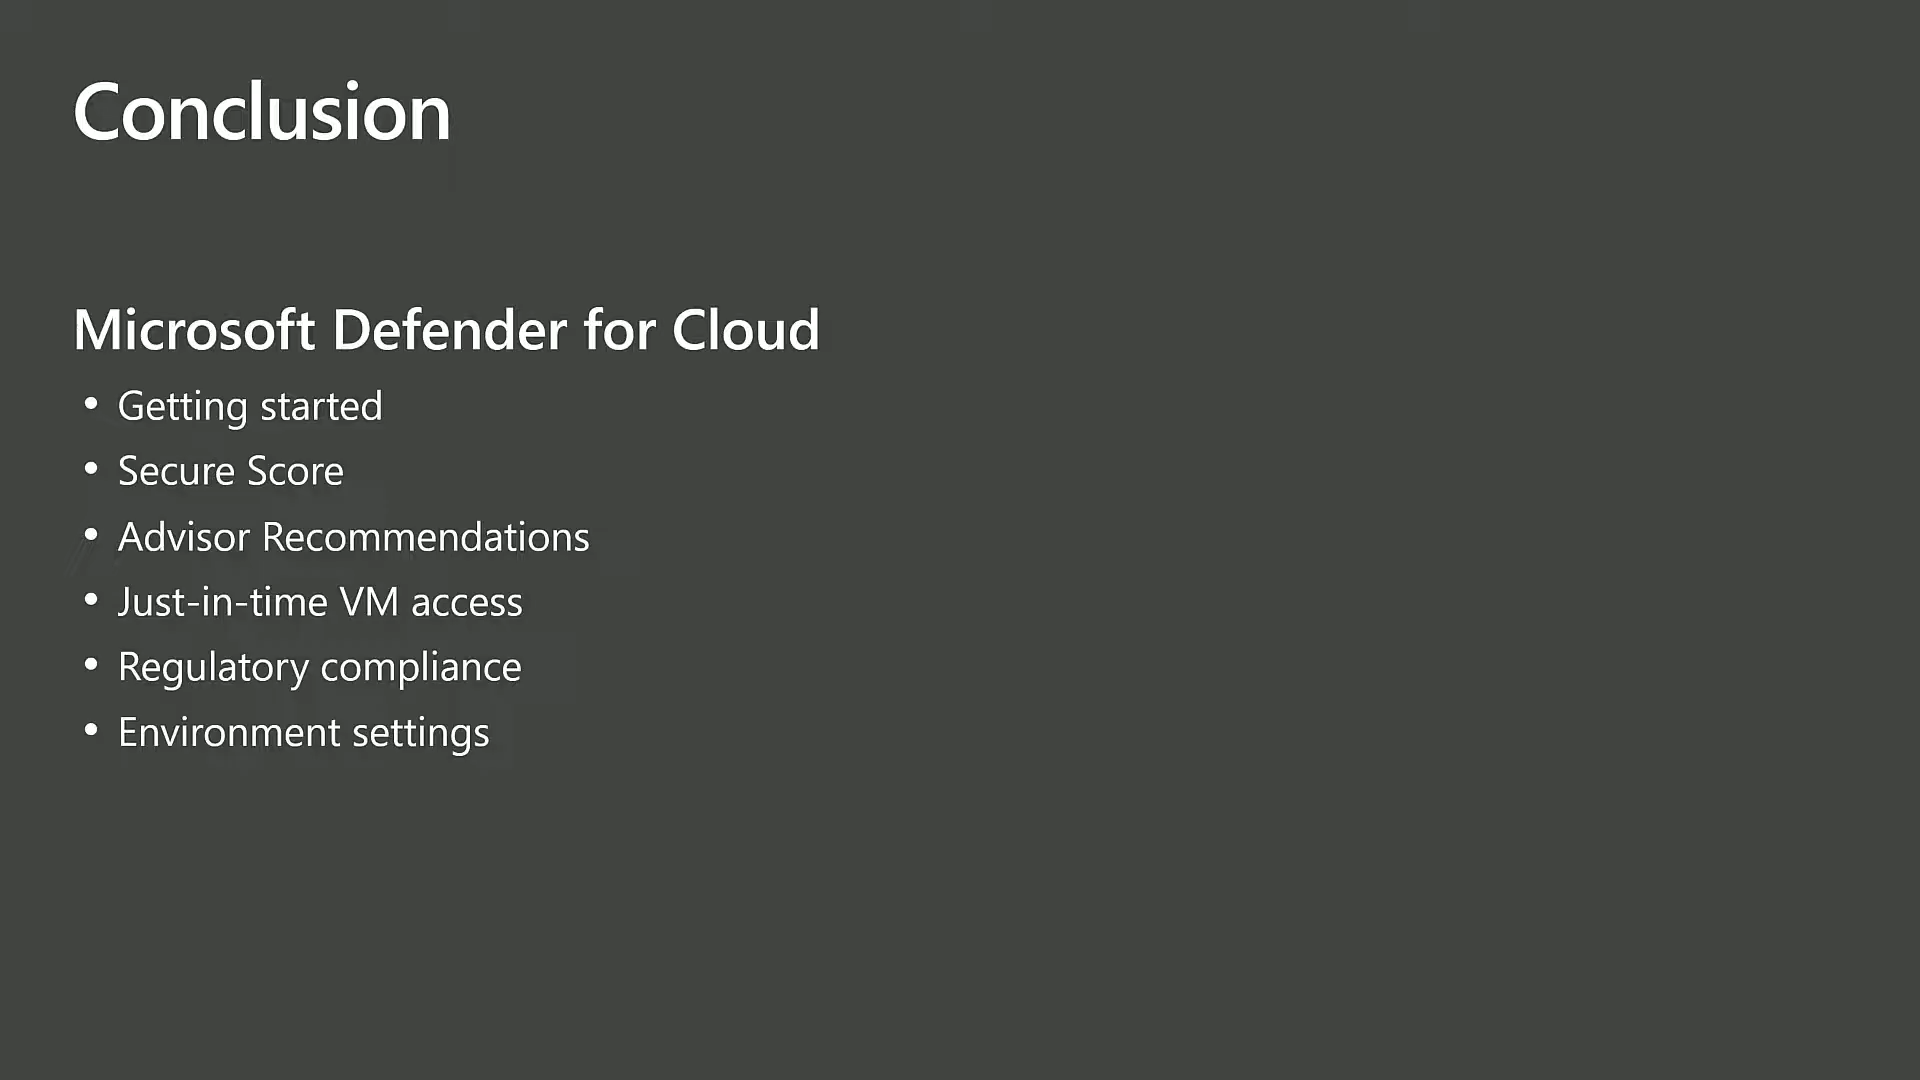 Conclusion
Microsoft Defender for Cloud
• Getting started
• Secure Score
• Advisor Recommendations
• Just-in-time VM access
• Regulatory compliance
• Environment settings